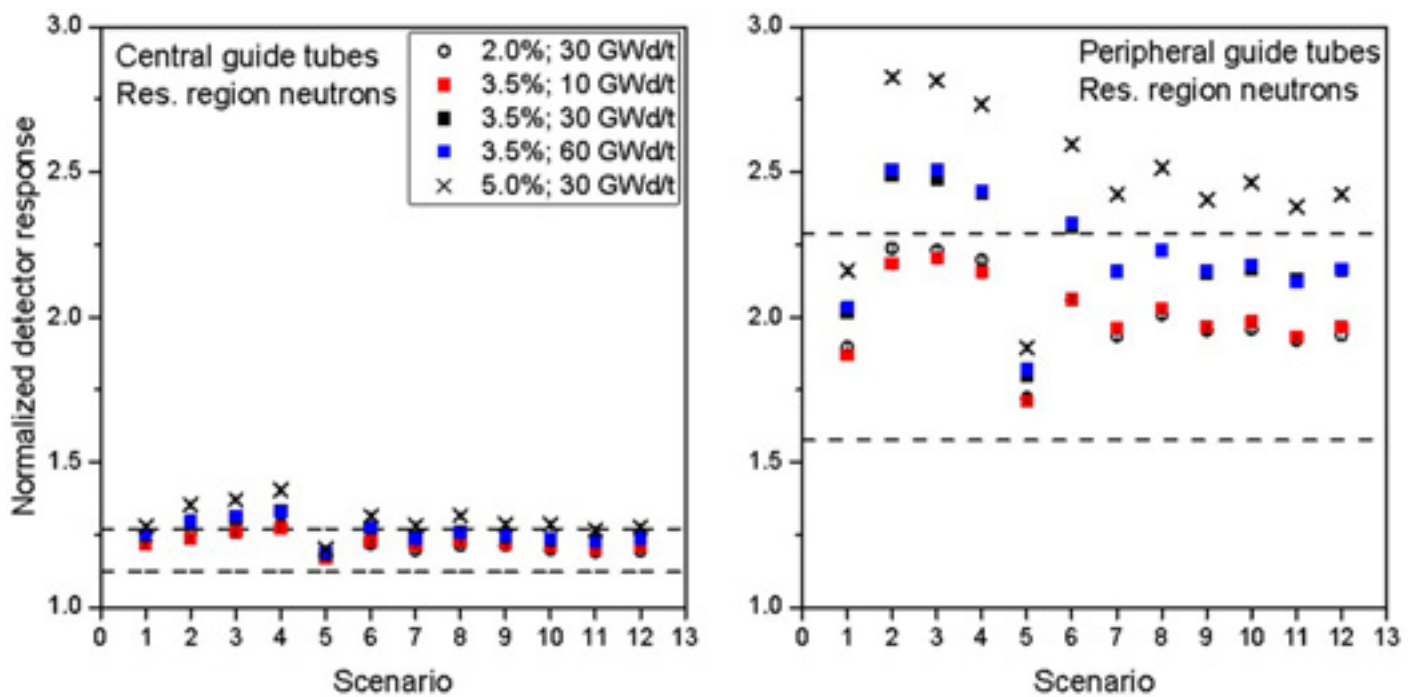 3.0
2.5
2.0
1.5
1.0
Normalized detector response
Central guide tubes
Res. region neutrons
2.0%; 30 GWd/t
3.5%; 10 GWd/t
3.5%; 30 GWd/t
3.5%; 60 GWd/t
5.0%; 30 GWd/t
0 1 2 3 4 5 6 7 8 9 10 11 12 13
Scenario
3.0
2.5
2.0
1.5
1.0
Peripheral guide tubes
Res. region neutrons
0 1 2 3 4 5 6 7 8 9 10 11 12 13
Scenario